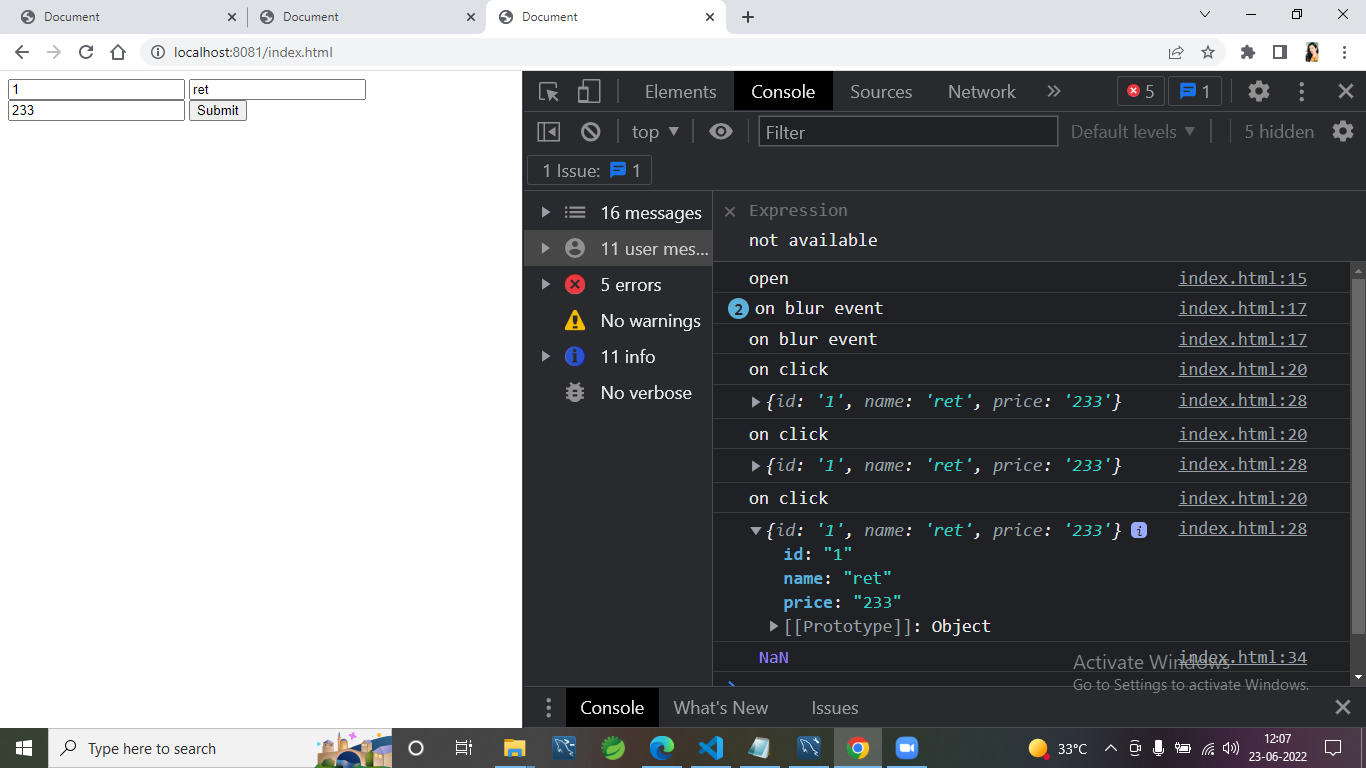 Document
Document
Document
localhost:8081/index.html
1
ret
233
Submit
Elements
Console
Sources
Network
5
1
top
Filter
Default levels
5 hidden
1 Issue:
1
16 messages
11 user mes...
5 errors
No warnings
11 info
No verbose
Expression
not available
open
index.html:15
2
on blur event
index.html:17
on blur event
index.html:17
on click
index.html:20
{id: '1', name: 'ret', price: '233'}
index.html:28
on click
index.html:20
{id: '1', name: 'ret', price: '233'}
index.html:28
on click
index.html:20
{id: '1', name: 'ret', price: '233'}
i
index.html:28
id: "1"
name: "ret"
price: "233"
[[Prototype]]: Object
NaN
index.html:34
Activate Windows
Go to Settings to activate Windows.
Console
What's New
Issues
Type here to search
33°C
12:07
23-06-2022